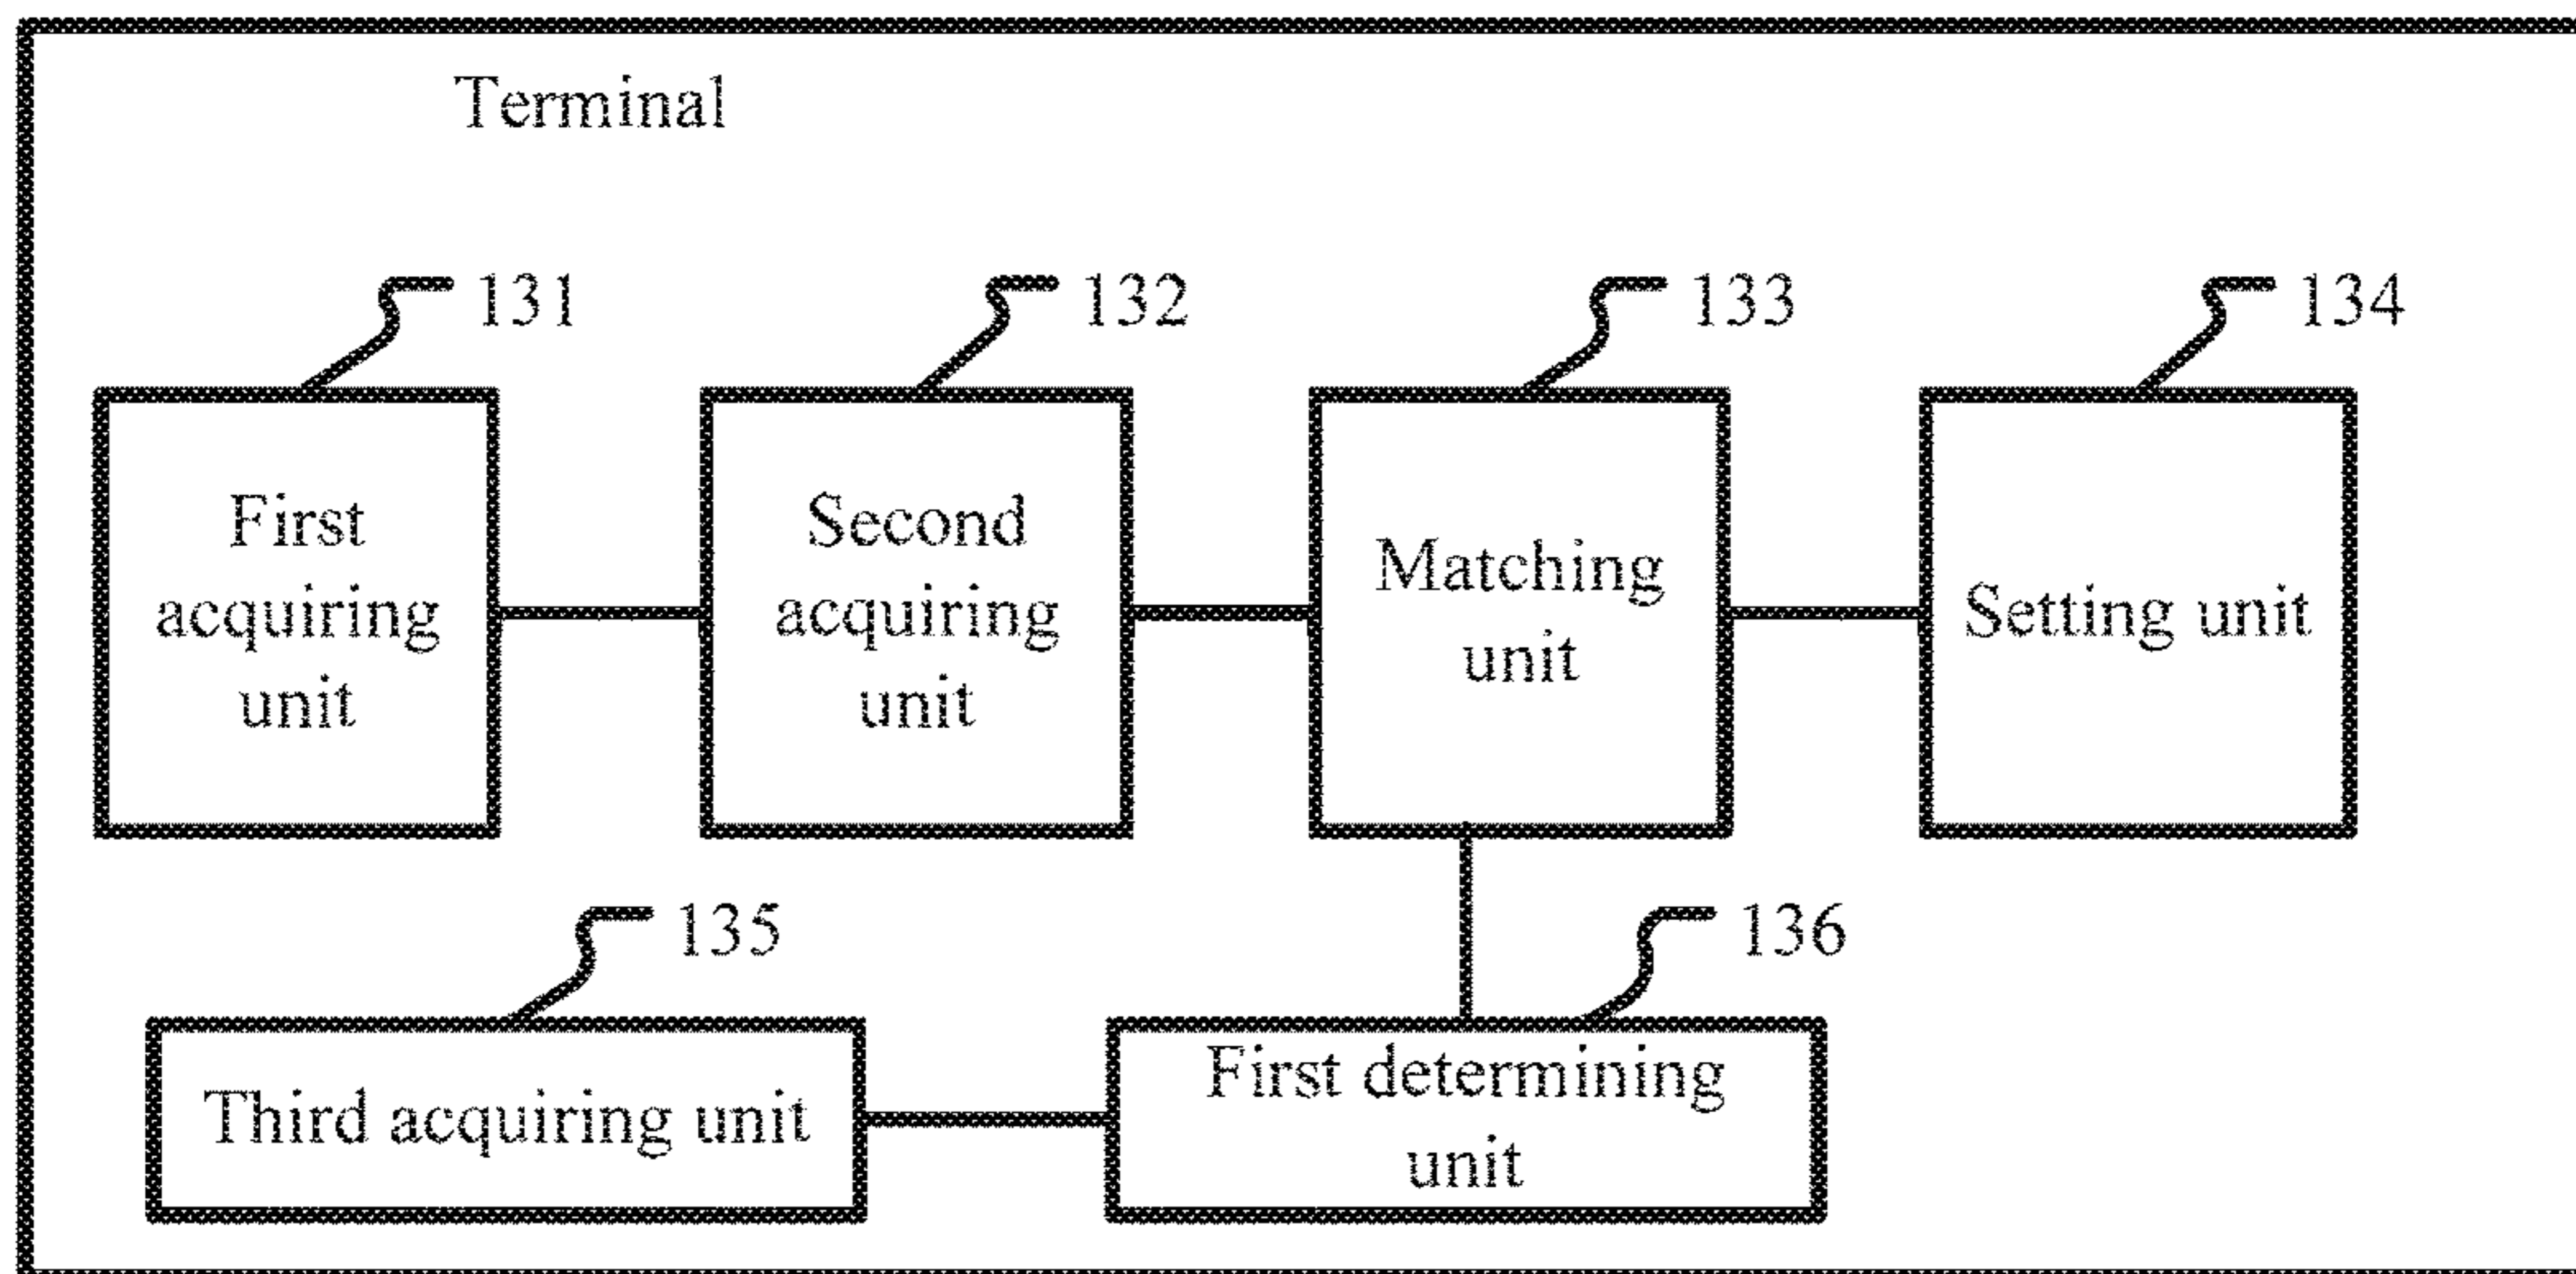 Terminal
131
132
133
134
First
acquiring
unit
Second
acquiring
unit
Matching
unit
Setting unit
135
136
Third acquiring unit
First determining
unit